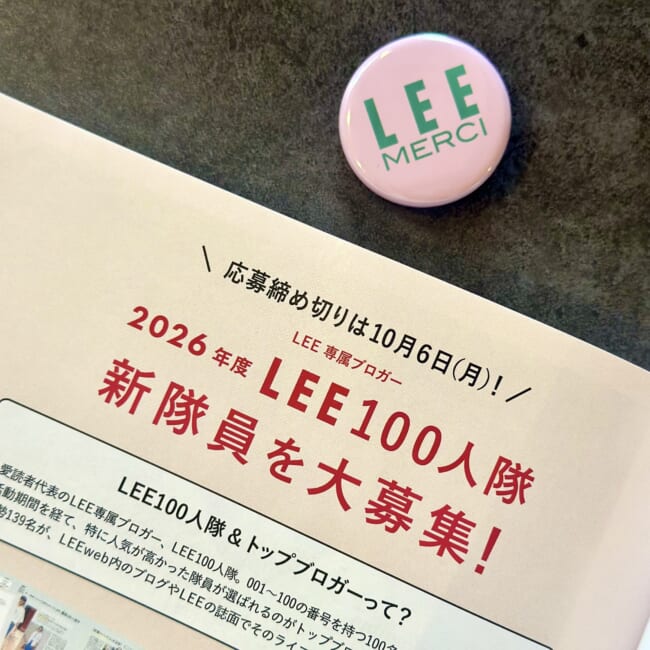 LEE
MERCI
応募締め切りは10月6日(月)!
LEE 専属ブロガー
2026年度 LEE100人隊
新隊員を大募集!
LEE100人隊&トップブロガーって?
愛読者代表のLEE専属ブロガー、LEE100人隊。001〜100の番号を持つ100名
活動期間を経て、特に人気が高かった隊員が選ばれるのがトップブロ
勢139名が、LEEweb内のブログやLEEの誌面でそのライフ